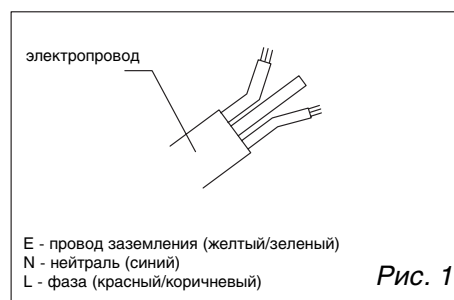 электропровод
E - провод заземления (желтый/зеленый)
N - нейтраль (синий)
L - фаза (красный/коричневый)
Рис. 1